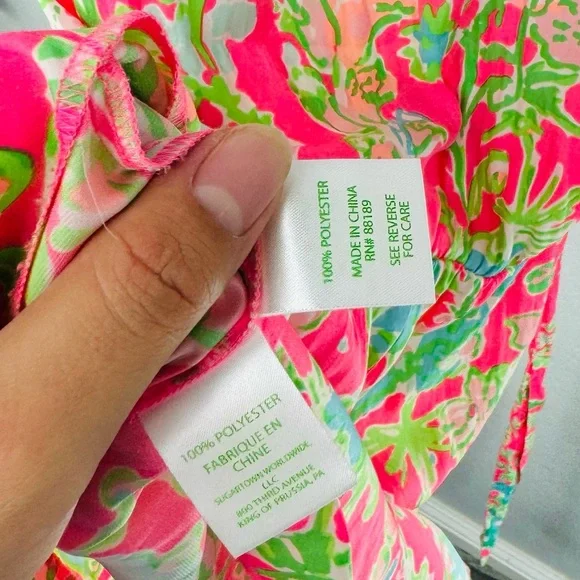 100% POLYESTER
MADE IN CHINA
RN# 88189
SEE REVERSE
FOR CARE
100% POLYESTER
FABRIQUE EN
CHINE
SUGARTOWN WORLDWIDE,
LLC
800 THIRD AVENUE
KING OF PRUSSIA, PA